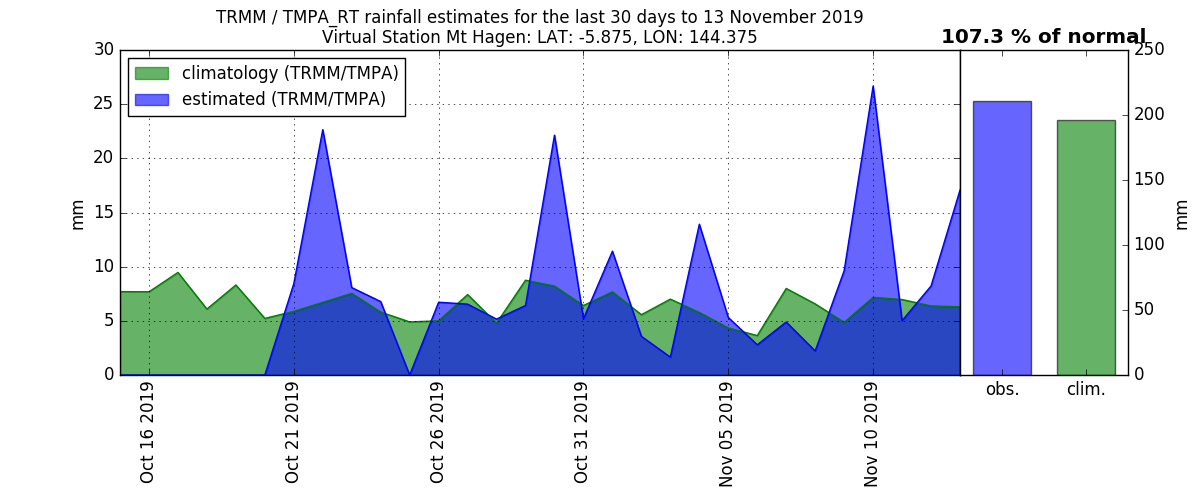 TRMM / TMPA_RT rainfall estimates for the last 30 days to 13 November 2019
Virtual Station Mt Hagen: LAT: -5.875, LON: 144.375
107.3 % of normal
climatology (TRMM/TMPA)
estimated (TRMM/TMPA)
30
25
20
15
10
5
0
mm
Oct 16 2019
Oct 21 2019
Oct 26 2019
Oct 31 2019
Nov 05 2019
Nov 10 2019
250
200
150
100
50
0
mm
obs.
clim.